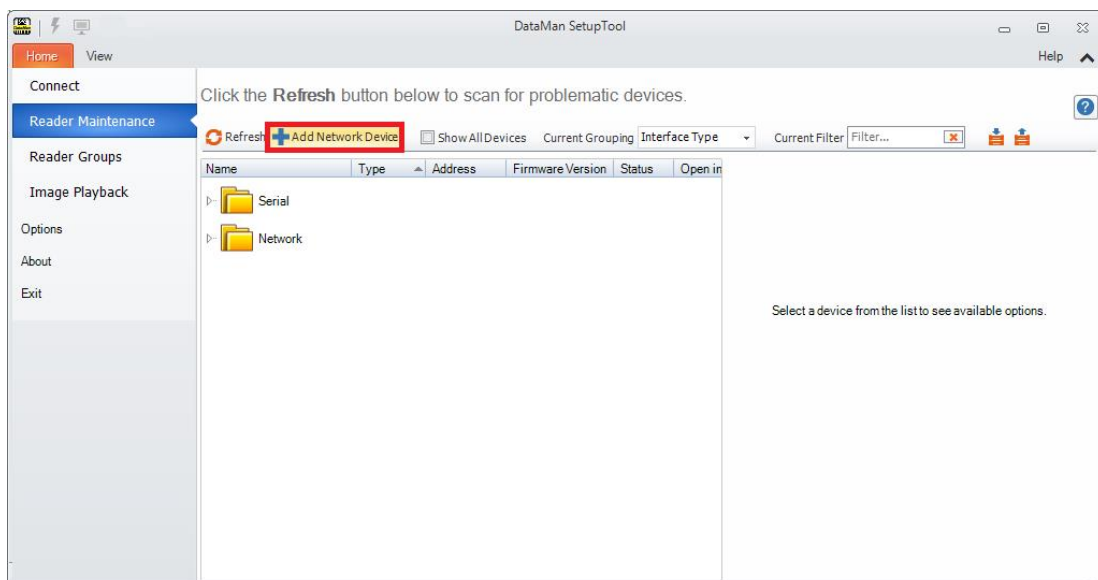 DataMan SetupTool
Home View Help
Connect
Reader Maintenance
Reader Groups
Image Playback
Options
About
Exit
Click the Refresh button below to scan for problematic devices.
Refresh Add Network Device Show All Devices Current Grouping Interface Type Current Filter Filter...
Name Type Address Firmware Version Status Open in
Serial
Network
Select a device from the list to see available options.